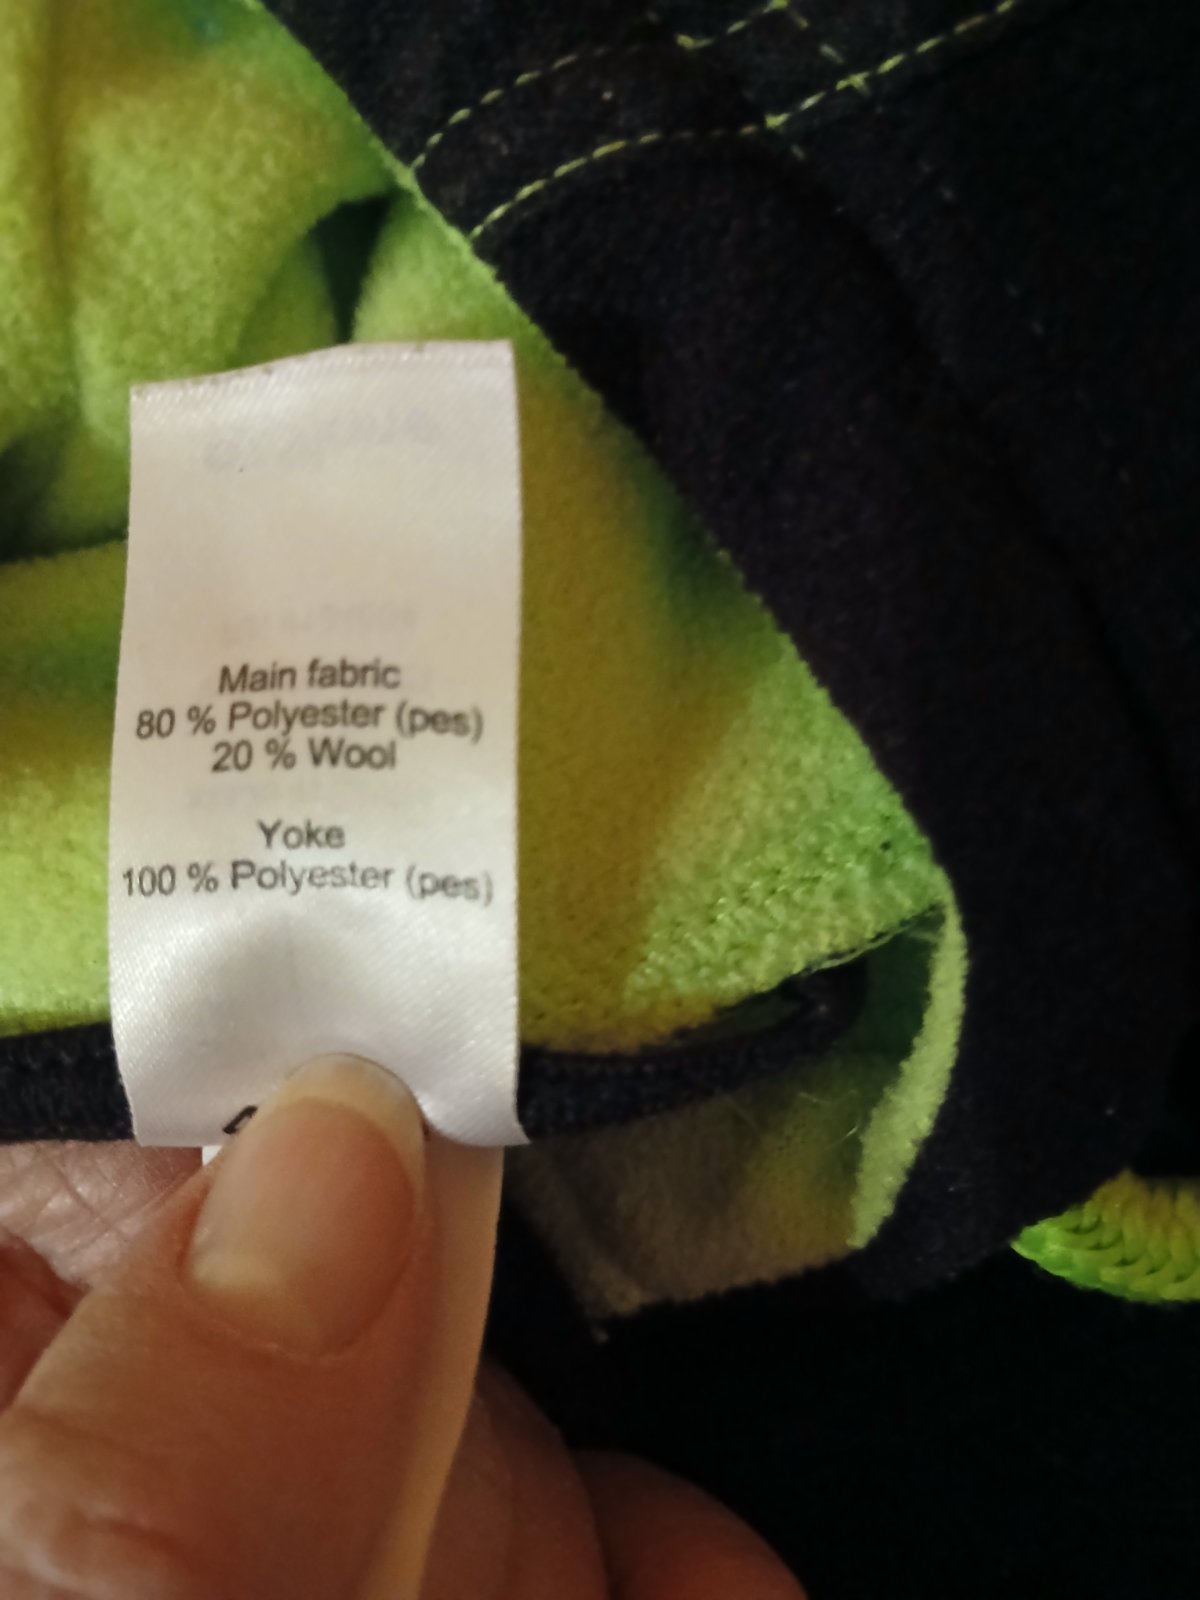 Main fabric
80 % Polyester (pes)
20 % Wool
Yoke
100 % Polyester (pes)